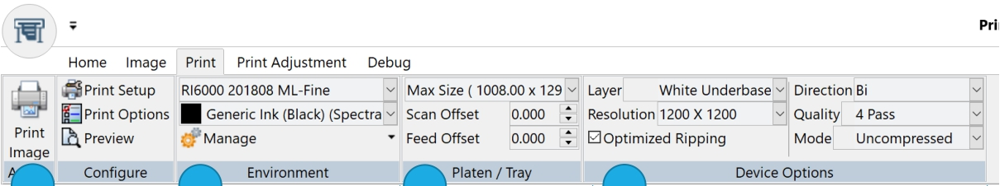 Pri
Home Image Print Print Adjustment Debug
Print Image
Print Setup
Print Options
Preview
Configure
RI6000 201808 ML-Fine
Generic Ink (Black) (Spectra
Manage
Environment
Max Size ( 1008.00 x 129
Scan Offset 0.000
Feed Offset 0.000
Platen / Tray
Layer White Underbase
Resolution 1200 X 1200
Optimized Ripping
Direction Bi
Quality 4 Pass
Mode Uncompressed
Device Options